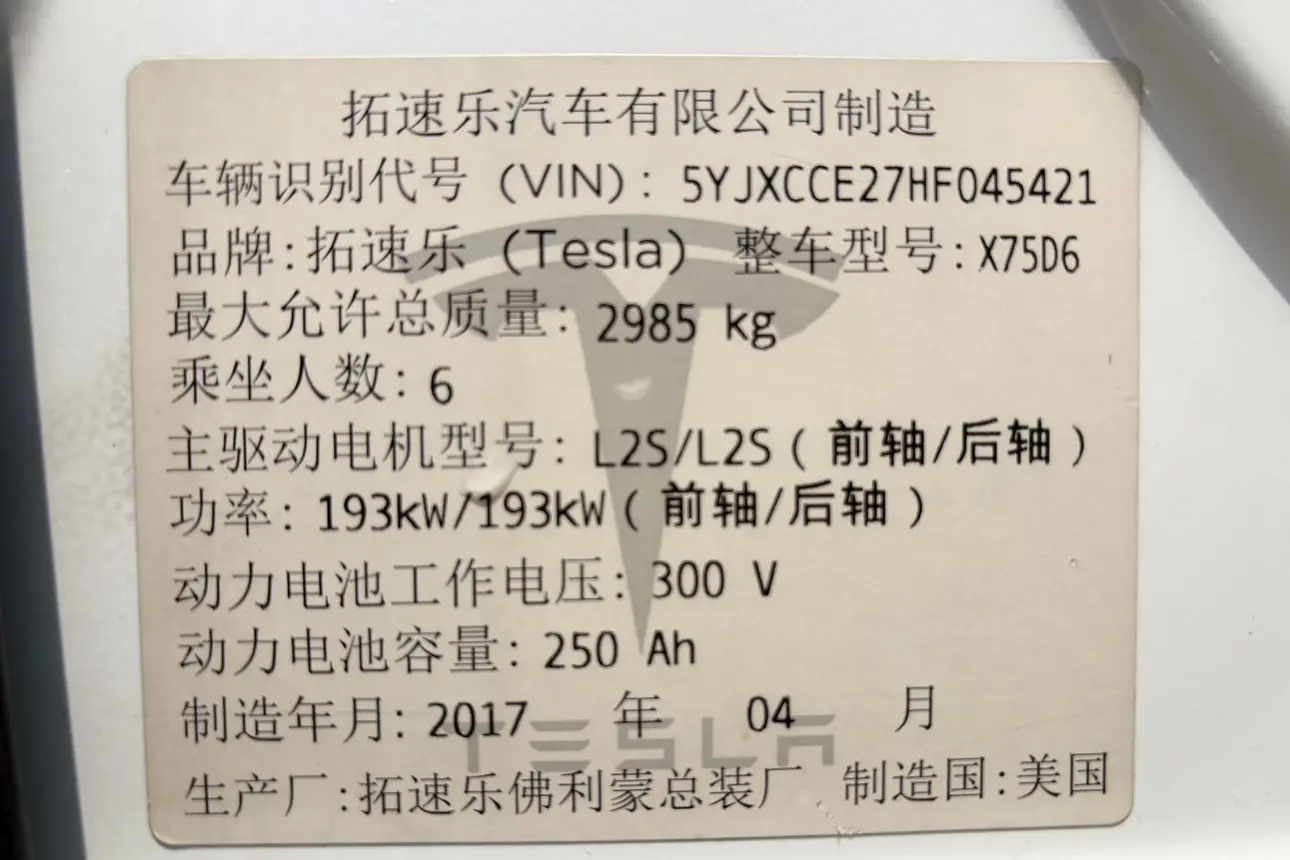 拓速乐汽车有限公司制造
车辆识别代号 (VIN): 5YJXCCE27HF045421
品牌:拓速乐 (Tesla) 整车型号:X75D6
最大允许总质量: 2985 kg
乘坐人数: 6
主驱动电机型号: L2S/L2S ( 前轴/后轴 )
功率: 193kW/193kW ( 前轴/后轴 )
动力电池工作电压: 300 V
动力电池容量: 250 Ah
制造年月: 2017 年 04 月
TESLA
生产厂:拓速乐佛利蒙总装厂 制造国:美国